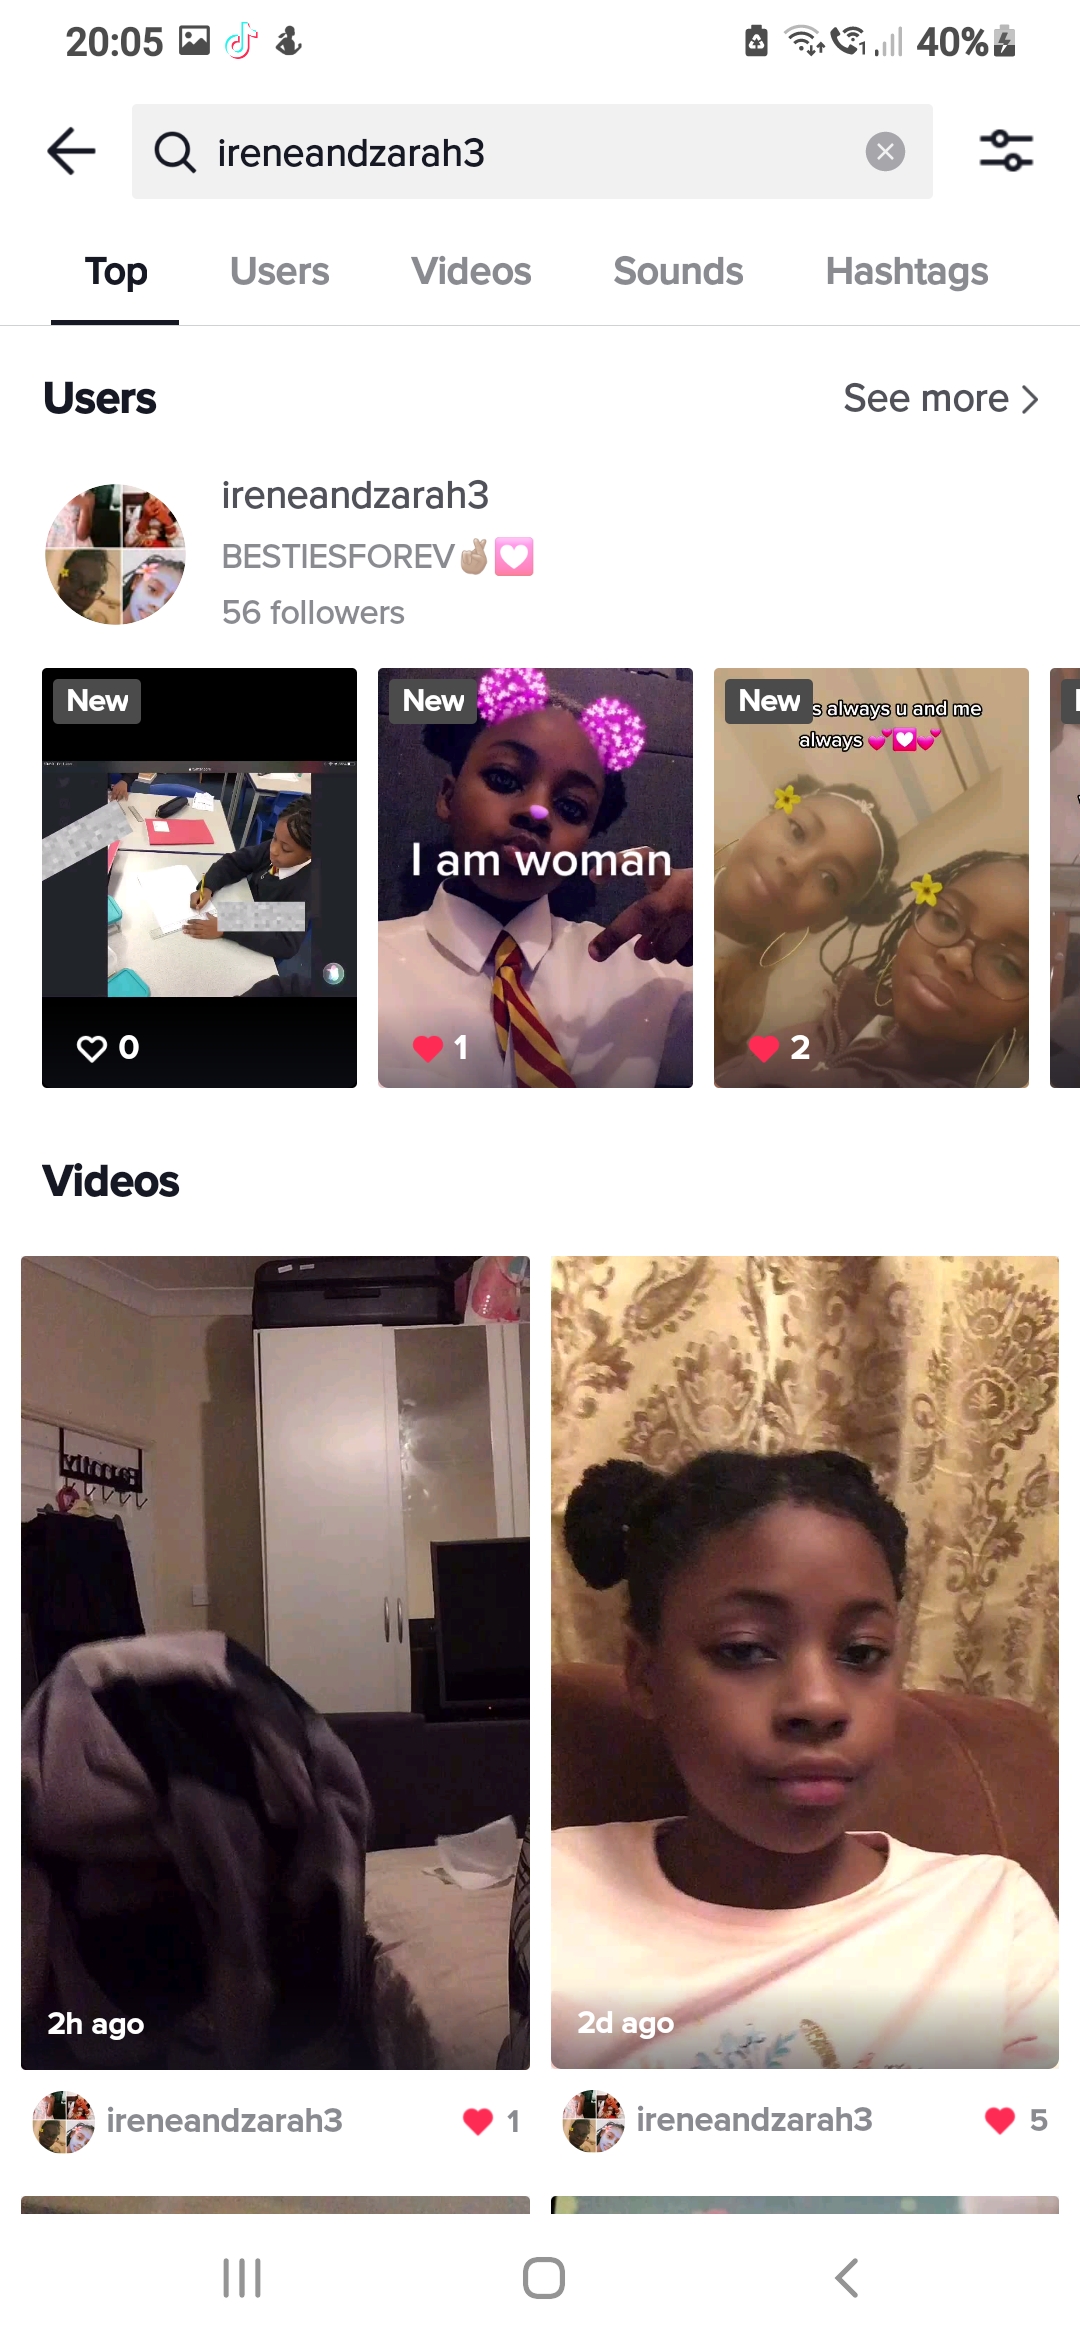 20:05
40%
ireneandzarah3
Top Users Videos Sounds Hashtags
Users See more >
ireneandzarah3
BESTIESFOREV🤞🏼💟
56 followers
New New New
s always u and me
always 💕💟💕
I am woman
0 1 2
Videos
2h ago 2d ago
ireneandzarah3 1 ireneandzarah3 5